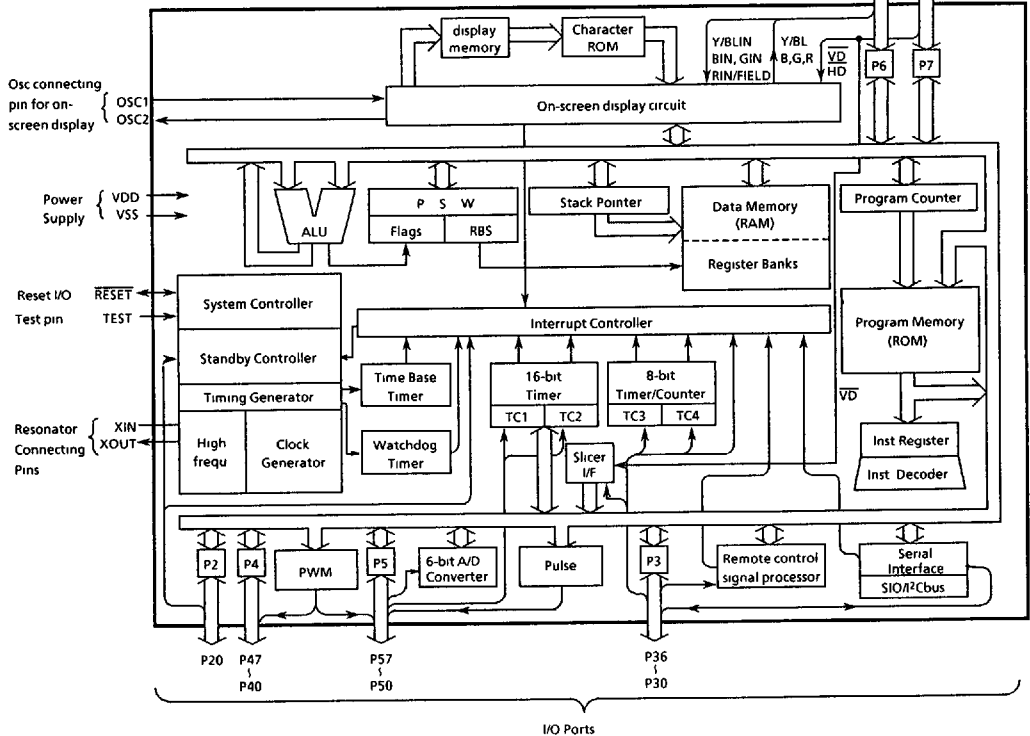 display
memory
Character
ROM
Y/BLIN
BIN, GIN
RIN/FIELD
Y/BL
B,G,R
VD
HD
P6
P7
Osc connecting
pin for on-
screen display
OSC1
OSC2
On-screen display circuit
Power
Supply
VDD
VSS
ALU
P S W
Flags
RBS
Stack Pointer
Data Memory
(RAM)
Register Banks
Program Counter
Reset I/O
RESET
Test pin
TEST
System Controller
Interrupt Controller
Program Memory
(ROM)
Standby Controller
Timing Generator
Time Base
Timer
16-bit
Timer
TC1
TC2
8-bit
Timer/Counter
TC3
TC4
VD
Resonator
Connecting
Pins
XIN
XOUT
High
frequ
Clock
Generator
Watchdog
Timer
Slicer
I/F
Inst Register
Inst Decoder
P2
P4
PWM
P5
6-bit A/D
Converter
Pulse
P3
Remote control
signal processor
Serial
Interface
SIO/I²Cbus
P20
P47
~
P40
P57
~
P50
P36
~
P30
I/O Ports